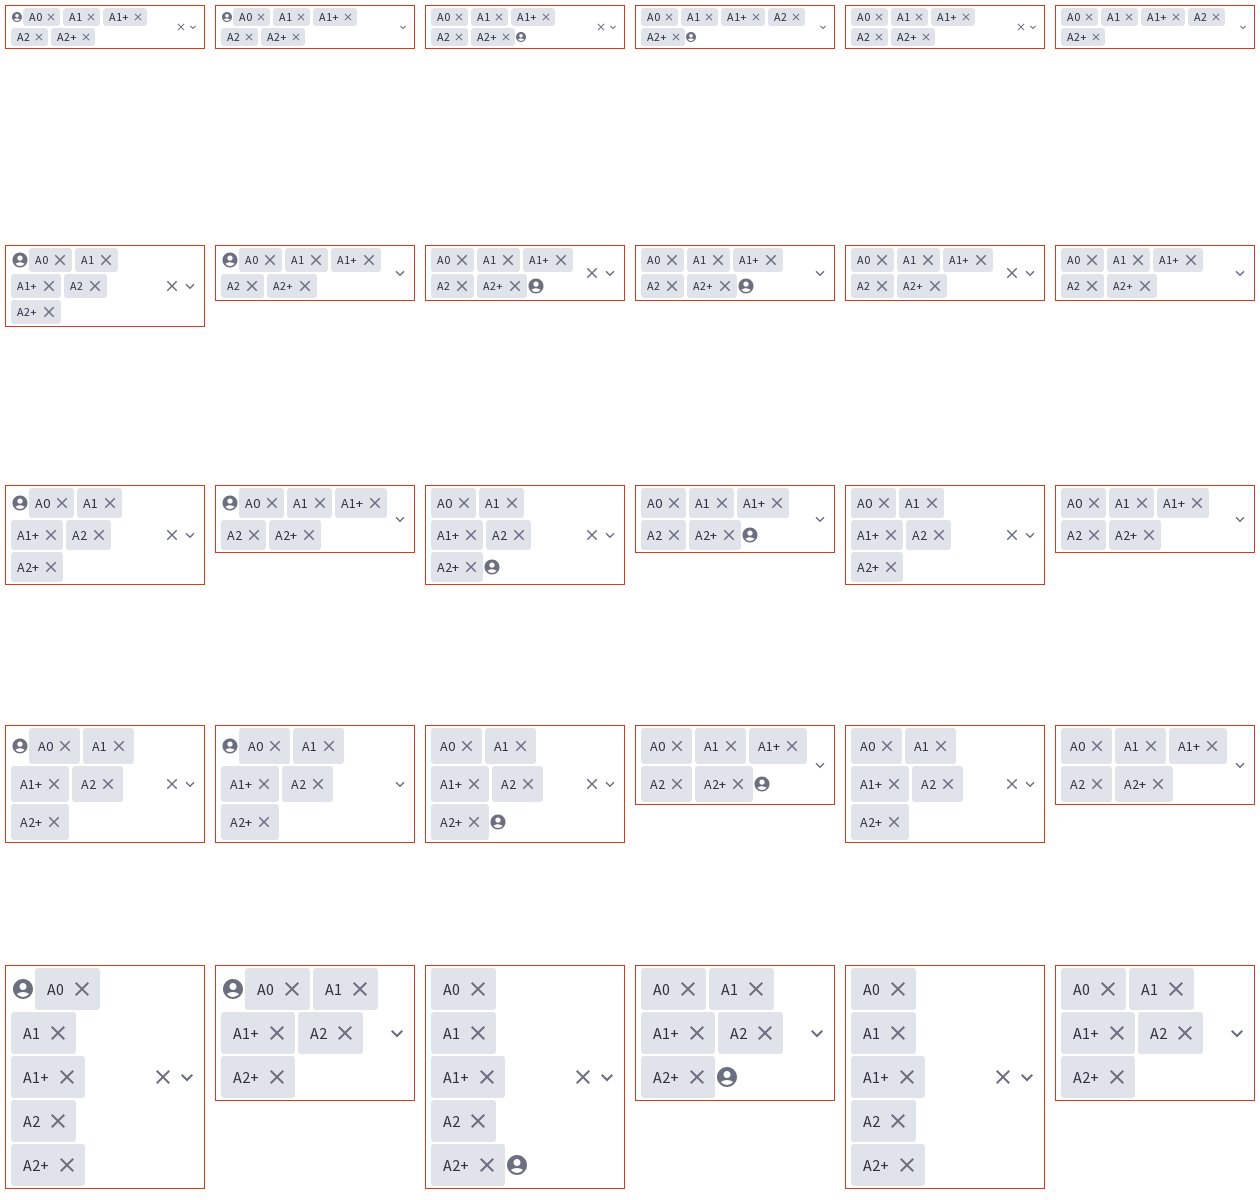 A0 A1 A1+ A0 A1 A1+ A0 A1 A1+ A0 A1 A1+ A2 A0 A1 A1+ A0 A1 A1+ A2
A2 A2+ A2 A2+ A2 A2+ A2+ A2 A2+ A2+
A0 A1 A0 A1 A1+ A0 A1 A1+ A0 A1 A1+ A0 A1 A1+ A0 A1 A1+
A1+ A2 A2 A2+ A2 A2+ A2 A2+ A2 A2+ A2 A2+
A2+
A0 A1 A0 A1 A1+ A0 A1 A0 A1 A1+ A0 A1 A0 A1 A1+
A1+ A2 A2 A2+ A1+ A2 A2 A2+ A1+ A2 A2 A2+
A2+ A2+ A2+
A0 A1 A0 A1 A0 A1 A0 A1 A1+ A0 A1 A0 A1 A1+
A1+ A2 A1+ A2 A1+ A2 A2 A2+ A1+ A2 A2 A2+
A2+ A2+ A2+ A2+
A0 A0 A1 A0 A0 A1 A0 A0 A1
A1 A1+ A2 A1 A1+ A2 A1 A1+ A2
A1+ A2+ A1+ A2+ A1+ A2+
A2 A2 A2
A2+ A2+ A2+